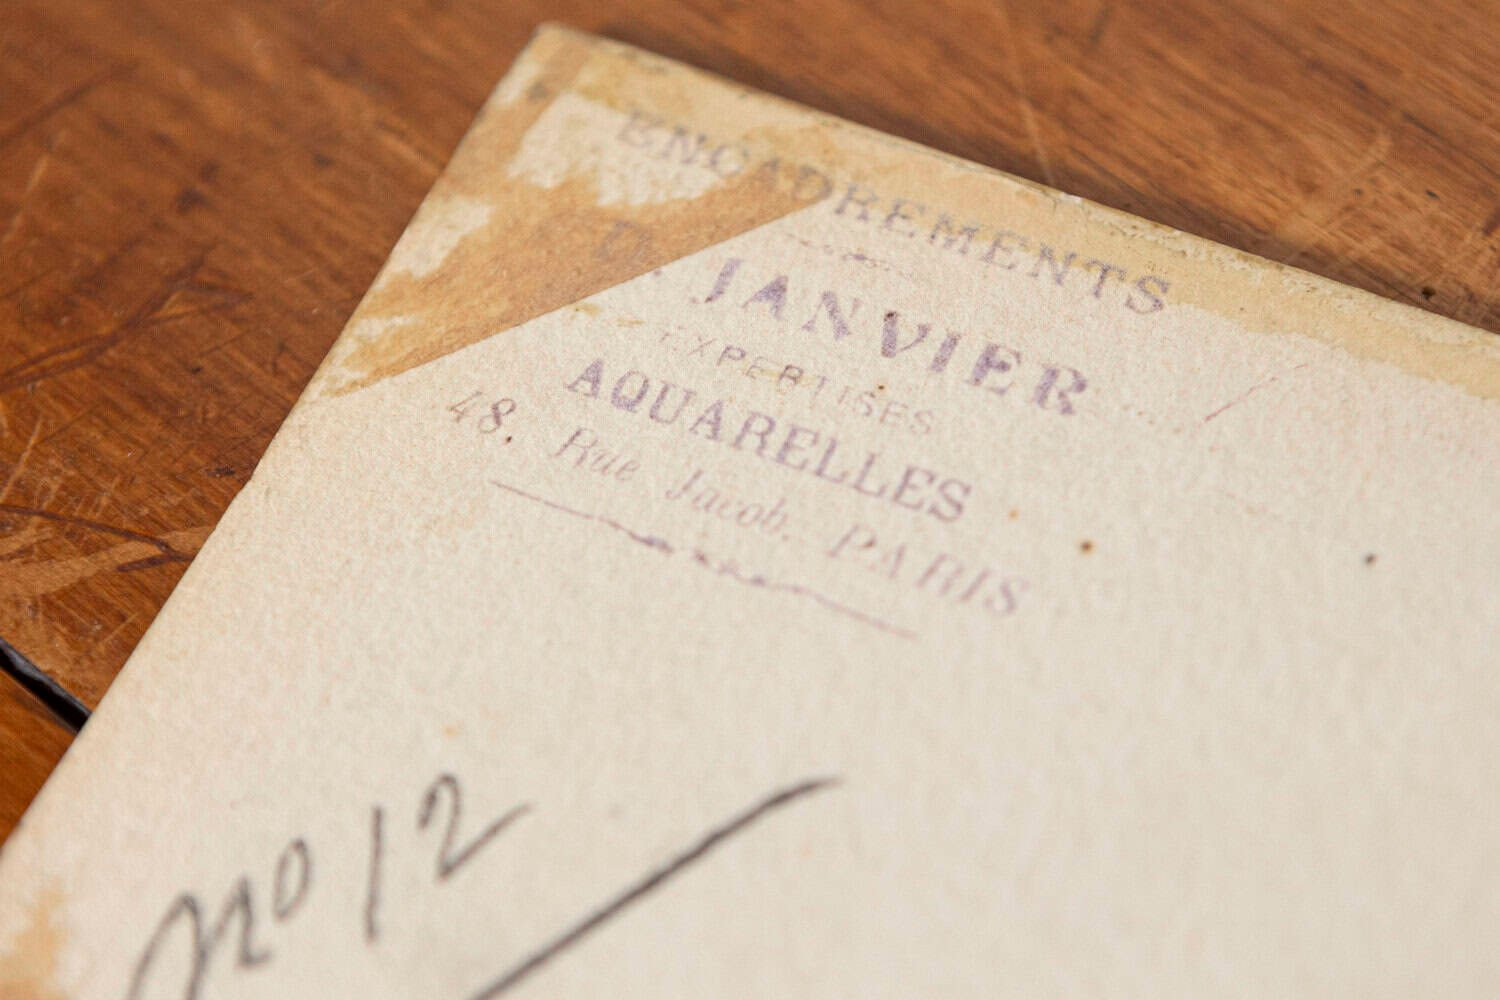 ENCADREMENTS
D. JANVIER
EXPERTISES
AQUARELLES
48, Rue Jacob, PARIS
no 12